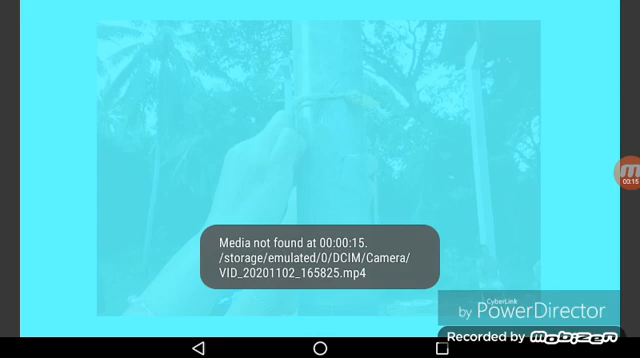 Media not found at 00:00:15.
/storage/emulated/0/DCIM/Camera/
VID_20201102_165825.mp4
00:15
CyberLink
by PowerDirector
Recorded by Mobizen